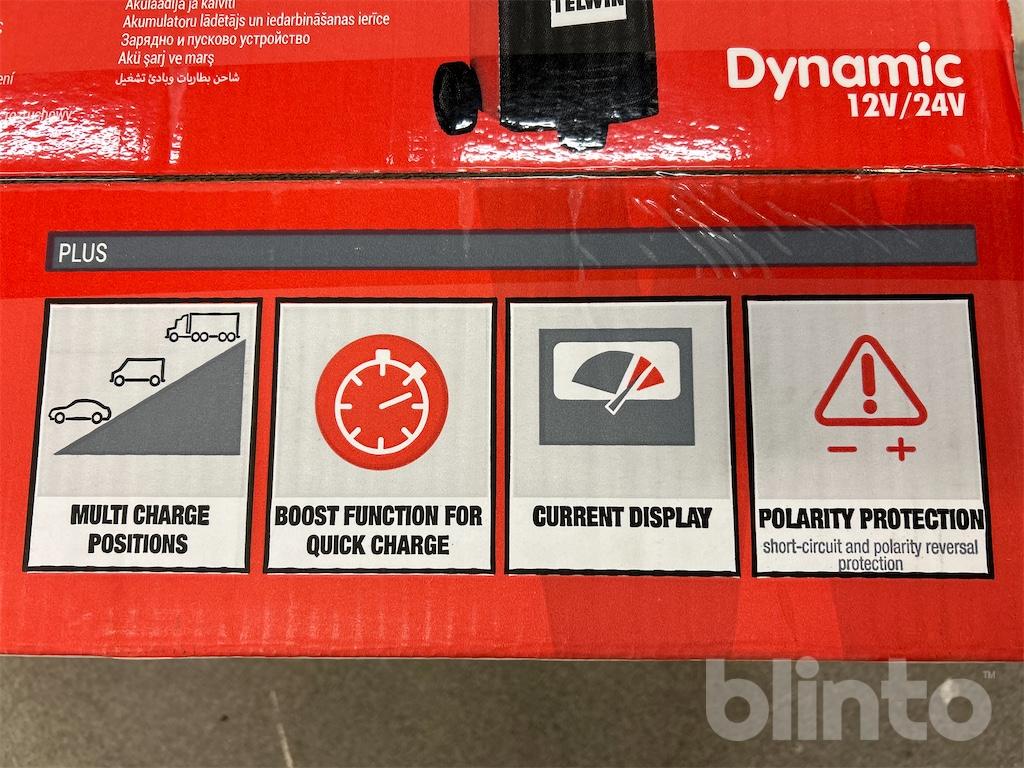 Akulaadija ja käiviti
Akumulatoru lādētājs un iedarbināšanas ierīce
Зарядно и пусково устройство
Akü şarj ve marş
شاحن بطاريات وبادئ تشغيل
TELWIN
Dynamic
12V/24V
PLUS
MULTI CHARGE
POSITIONS
BOOST FUNCTION FOR
QUICK CHARGE
CURRENT DISPLAY
POLARITY PROTECTION
short-circuit and polarity reversal
protection
blinto™